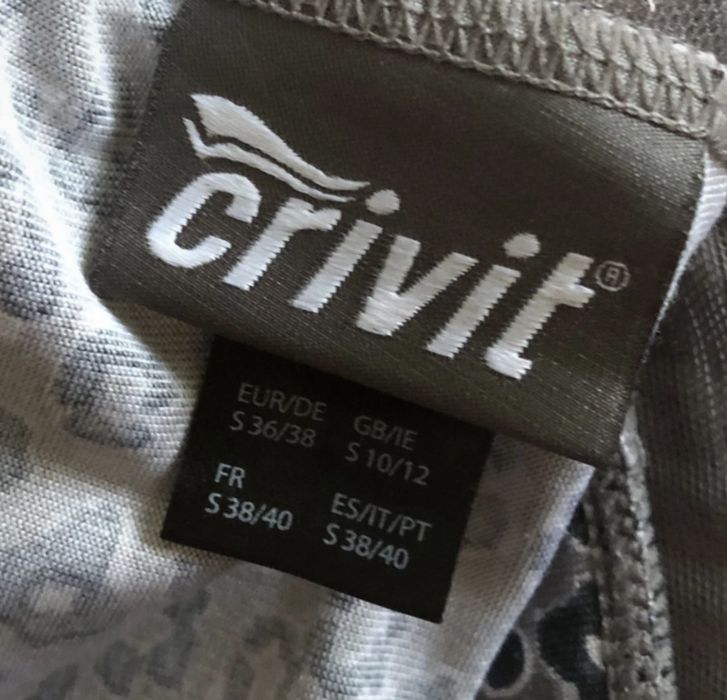 crivit®
EUR/DE
S 36/38
GB/IE
S 10/12
FR
S 38/40
ES/IT/PT
S 38/40